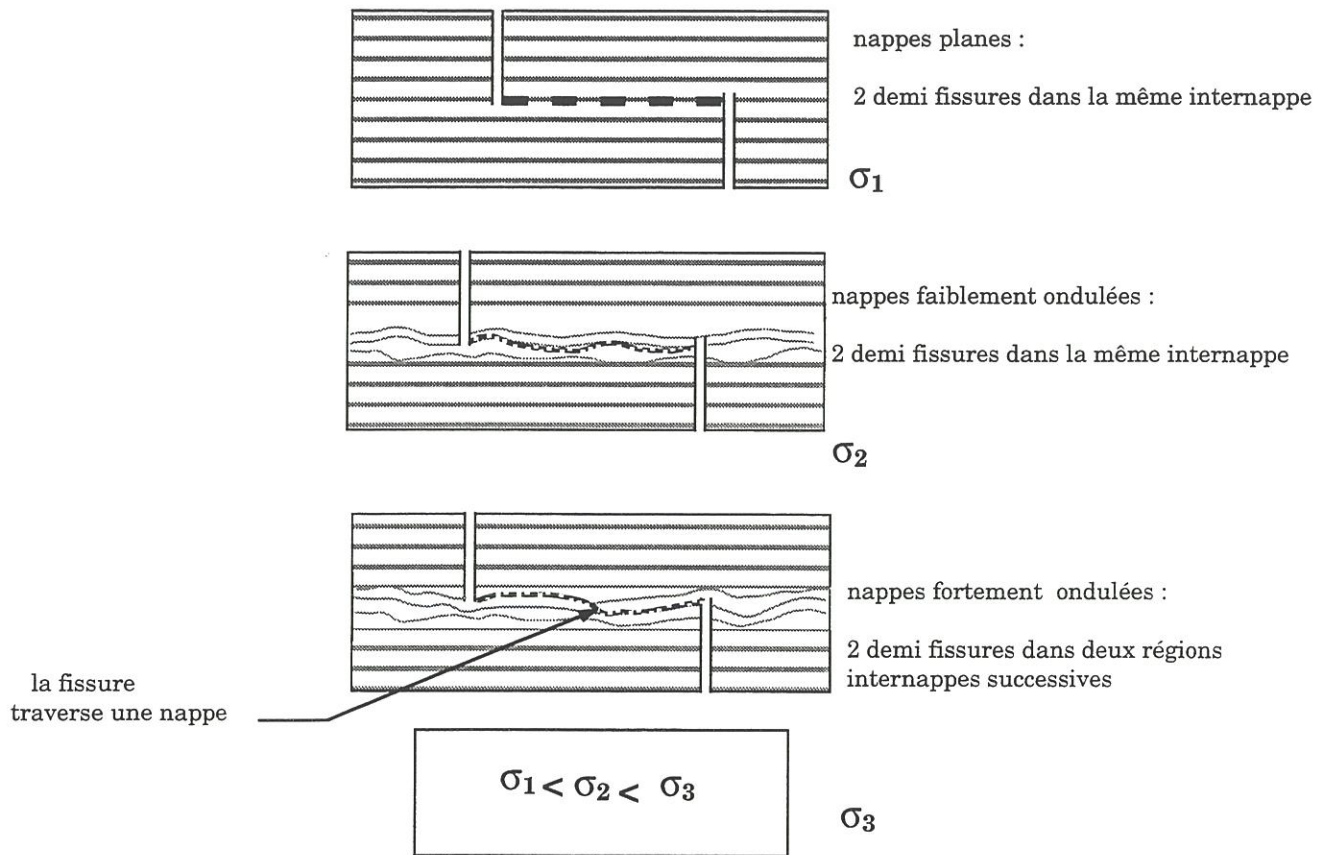 nappes planes :
2 demi fissures dans la même internappe
σ1
nappes faiblement ondulées :
2 demi fissures dans la même internappe
σ2
nappes fortement ondulées :
2 demi fissures dans deux régions
internappes successives
la fissure
traverse une nappe
σ1 < σ2 < σ3
σ3